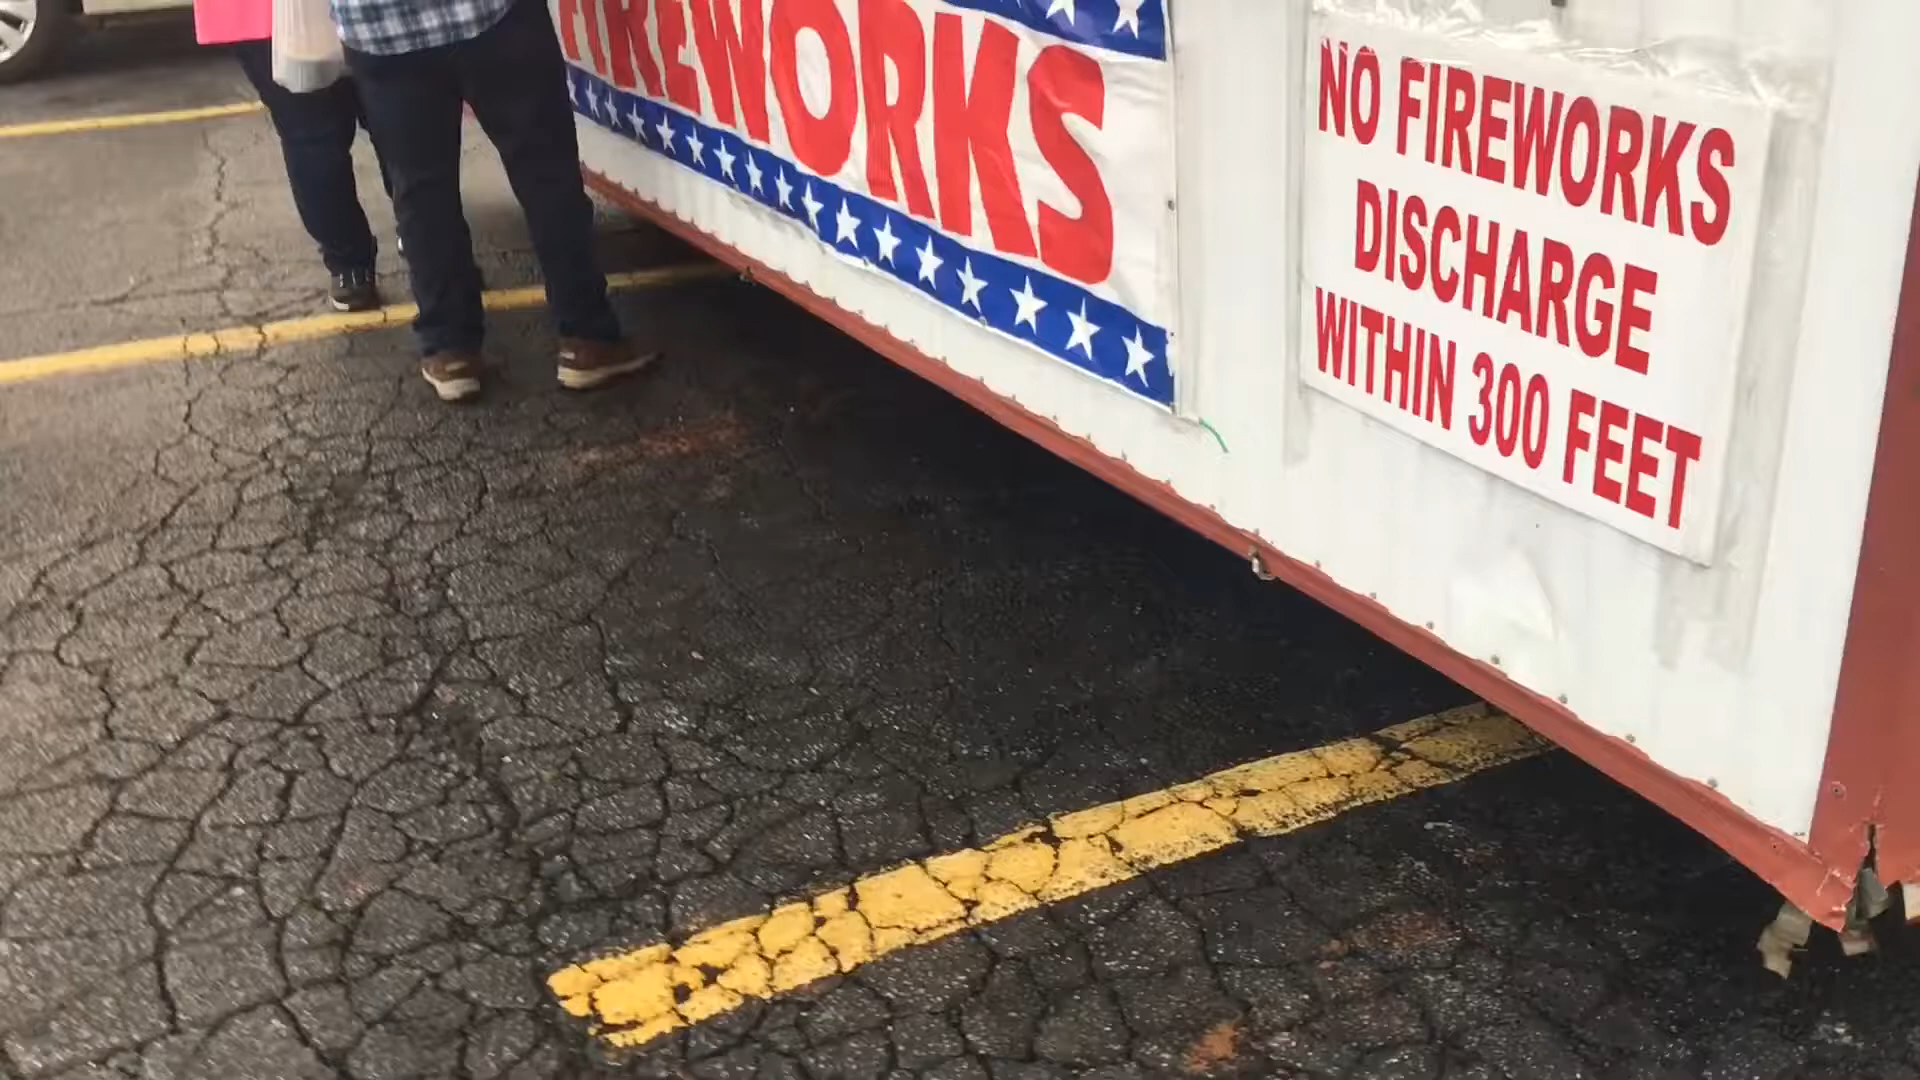 FIREWORKS
NO FIREWORKS
DISCHARGE
WITHIN 300 FEET